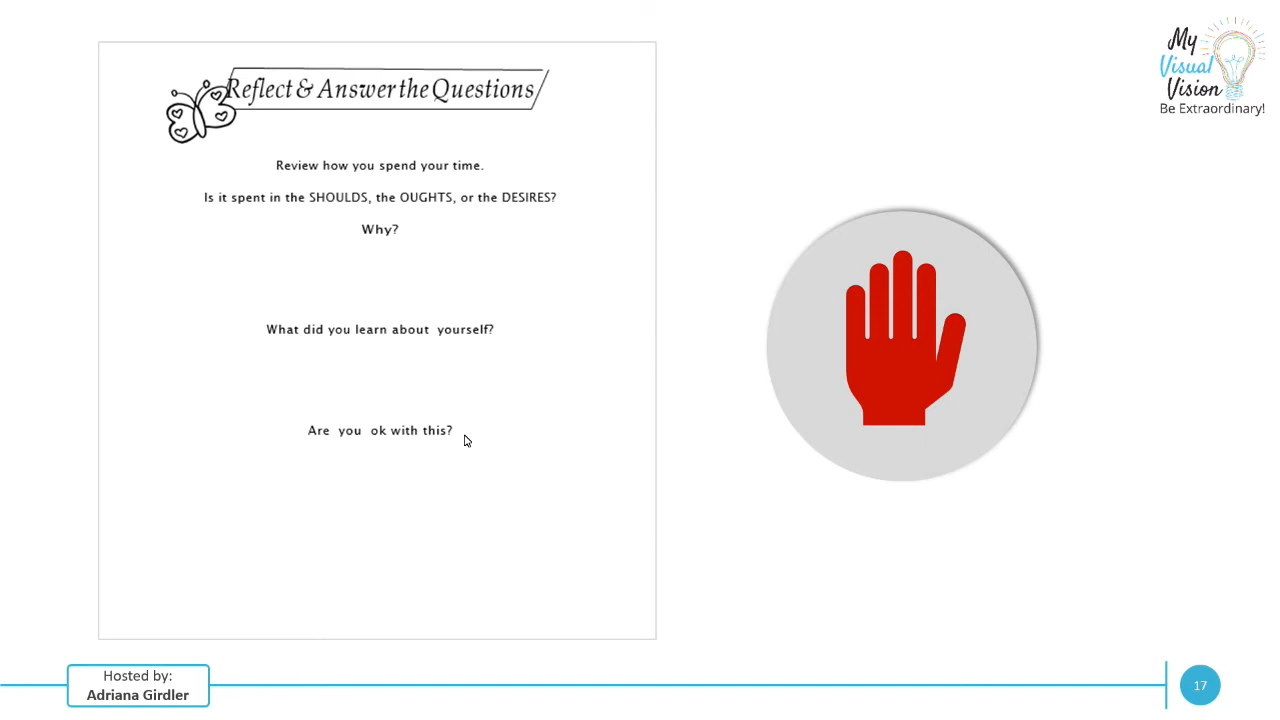 My
Visual
Vision
Be Extraordinary!
Reflect & Answer the Questions
Review how you spend your time.
Is it spent in the SHOULDS, the OUGHTS, or the DESIRES?
Why?
What did you learn about yourself?
Are you ok with this?
Hosted by:
Adriana Girdler
17